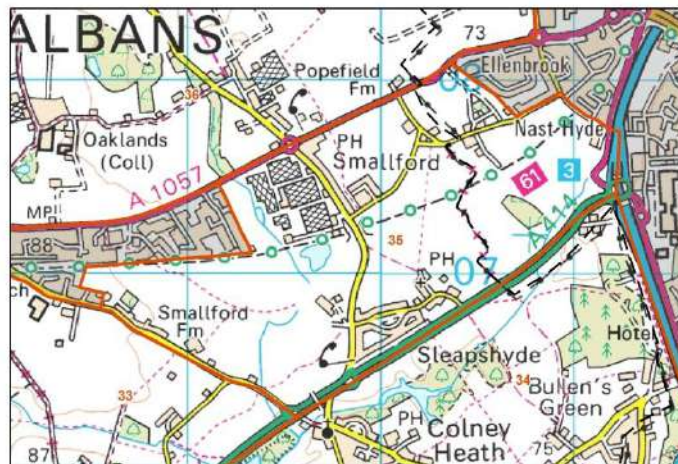 ALBANS
73
Ellenbrook
Popefield
Fm
36
Oaklands
(Coll)
PH
Smallford
Nast Hyde
A 1057
61
3
MP
88
35
A414
PH
07
ch
Smallford
Fm
Hotel
Sleapshyde
33
34
Bullen's
Green
PH
Colney
Heath
75
87